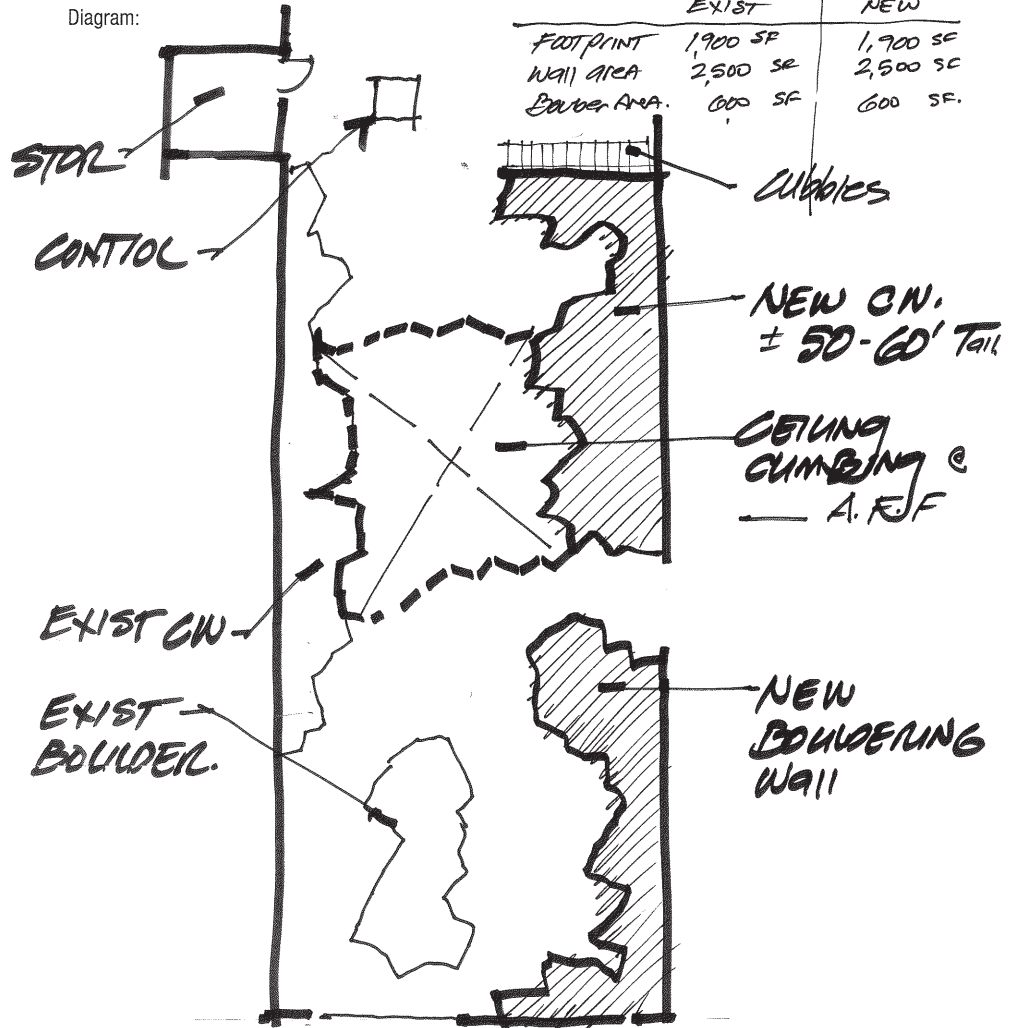 Diagram:
EXIST NEW
FOOTPRINT 1,900 SF 1,900 SF
Wall area 2,500 SF 2,500 SF
Boulder Area. 600 SF 600 SF.
STOR
CONTROL
Cubbies
NEW CW.
± 50-60' Tall
CEILING
CLIMBING @
A.F.F
EXIST CW
EXIST
BOULDER.
NEW
BOULDERING
Wall